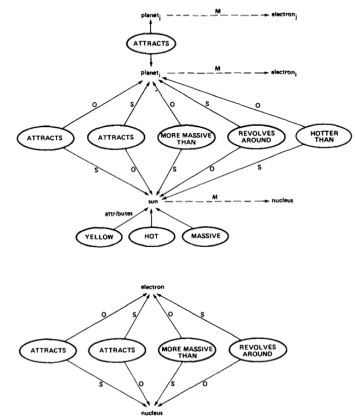 planetj M electronj
ATTRACTS
planeti M electroni
O S O S O
ATTRACTS ATTRACTS MORE MASSIVE THAN REVOLVES AROUND HOTTER THAN
S O S O S
sun M nucleus
attributes
YELLOW HOT MASSIVE
electron
O S O S
ATTRACTS ATTRACTS MORE MASSIVE THAN REVOLVES AROUND
S O S O
nucleus